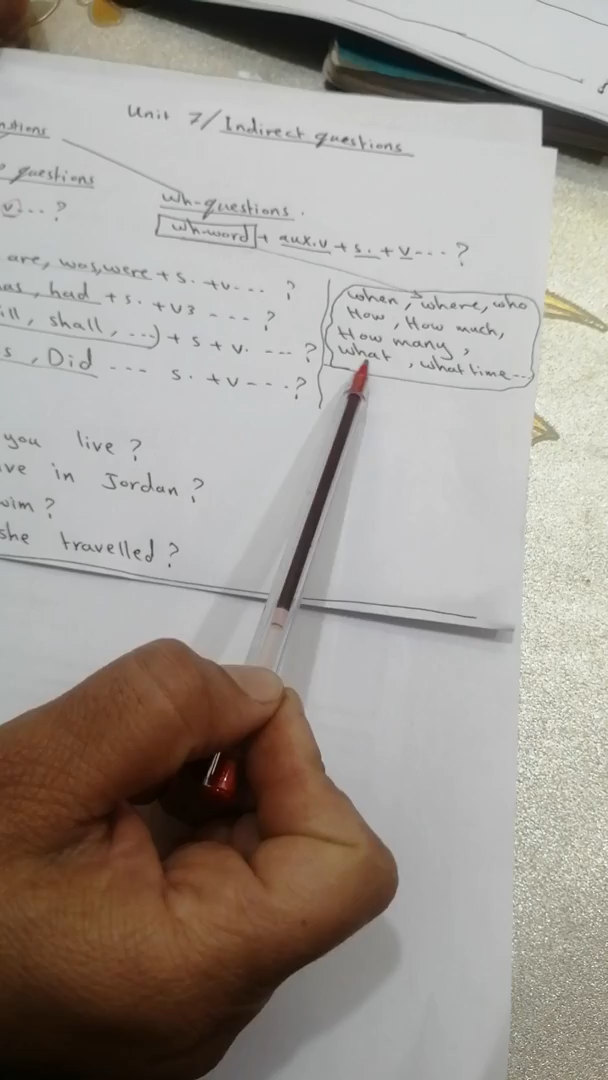 Unit 7/ Indirect questions
questions
wh-questions.
v... ?
wh-word + aux.v + s. + v --- ?
are, was, were + s. + v... ?
had + s. + v3 ---- ?
shall, ...) + s + v. --- ?
, Did --- s. + v ---. ?
when, where, who
How, How much,
How many,
what, what time...
you live ?
in Jordan ?
she travelled ?